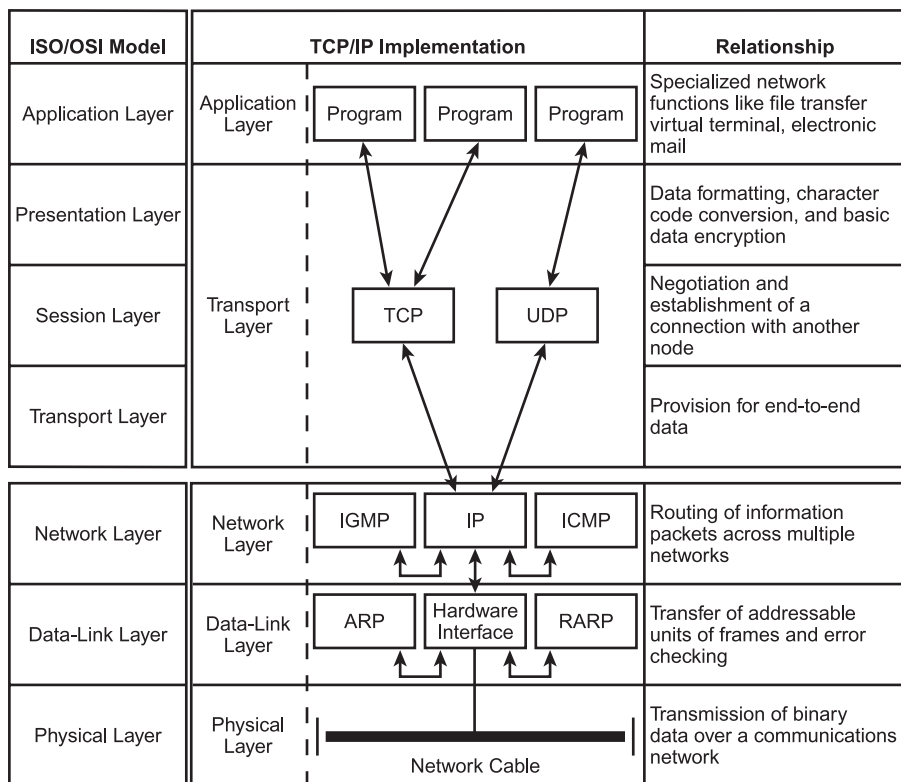 ISO/OSI Model
TCP/IP Implementation
Relationship
Application Layer
Application
Layer
Program
Program
Program
Specialized network
functions like file transfer
virtual terminal, electronic
mail
Presentation Layer
Data formatting, character
code conversion, and basic
data encryption
Session Layer
Transport
Layer
TCP
UDP
Negotiation and
establishment of a
connection with another
node
Transport Layer
Provision for end-to-end
data
Network Layer
Network
Layer
IGMP
IP
ICMP
Routing of information
packets across multiple
networks
Data-Link Layer
Data-Link
Layer
ARP
Hardware
Interface
RARP
Transfer of addressable
units of frames and error
checking
Physical Layer
Physical
Layer
Network Cable
Transmission of binary
data over a communications
network